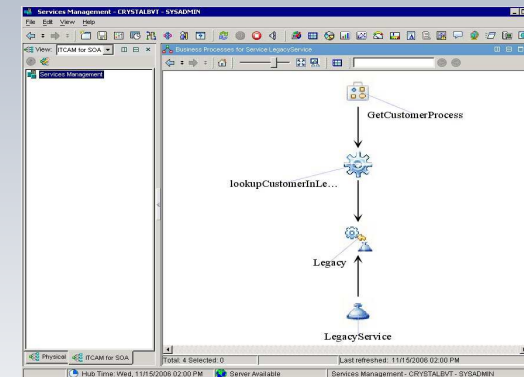 Services Management - CRYSTALBVT - SYSADMIN
File Edit View Help
View: ITCAM for SOA
Business Processes for Service LegacyService
Services Management
GetCustomerProcess
lookupCustomerInLe...
Legacy
LegacyService
Physical ITCAM for SOA
Total: 4 Selected: 0 Last refreshed: 11/15/2006 02:00 PM
Hub Time: Wed, 11/15/2006 02:00 PM Server Available Services Management - CRYSTALBVT - SYSADMIN